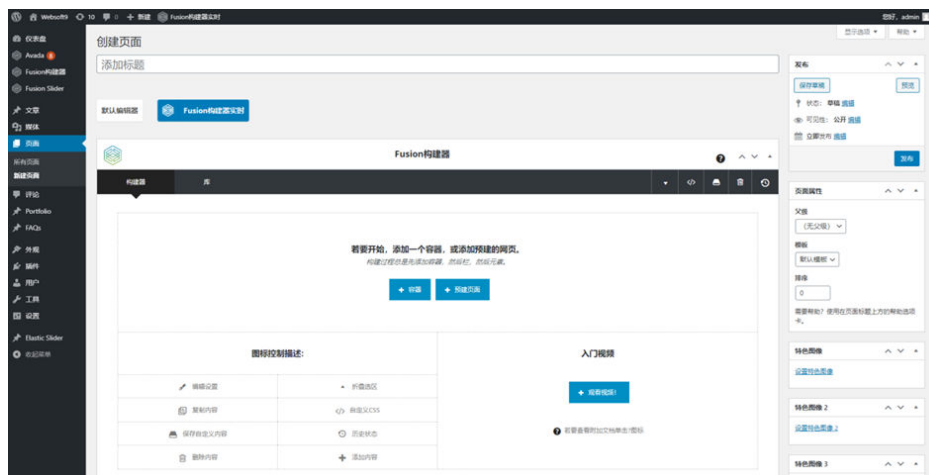 Websoft9 10 0 新建 Fusion构建器实时
您好, admin
显示选项 帮助
仪表盘
Avada
Fusion构建器
Fusion Slider
文章
媒体
页面
所有页面
新建页面
评论
Portfolio
FAQs
外观
插件
用户
工具
设置
Elastic Slider
收起菜单
创建页面
添加标题
默认编辑器 Fusion构建器实时
Fusion构建器
构建器 库
若要开始，添加一个容器，或添加预建的网页。
构建过程总是先添加容器，然后栏，然后元素。
+ 容器 + 预建页面
图标控制描述:
编辑设置 折叠选区
复制内容 自定义CSS
保存自定义内容 历史状态
删除内容 添加内容
入门视频
+ 观看视频!
若要查看附加文档单击?图标
发布
保存草稿 预览
状态: 草稿 编辑
可见性: 公开 编辑
立即发布 编辑
发布
页面属性
父级
(无父级)
模板
默认模板
排序
0
需要帮助？使用在页面标题上方的帮助选项
卡。
特色图像
设置特色图像
特色图像 2
设置特色图像 2
特色图像 3